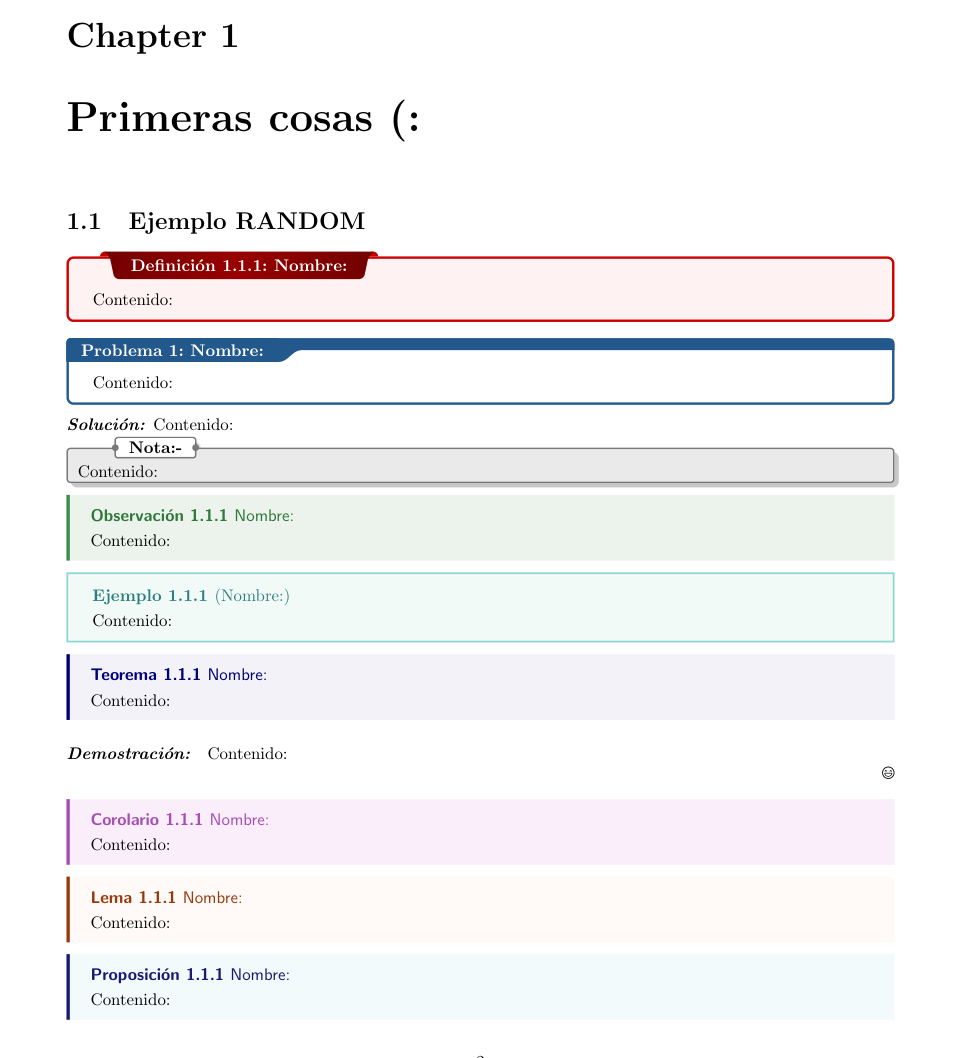 Chapter 1
Primeras cosas (:
1.1 Ejemplo RANDOM
Definición 1.1.1: Nombre:
Contenido:
Problema 1: Nombre:
Contenido:
Solución: Contenido:
Nota:-
Contenido:
Observación 1.1.1 Nombre:
Contenido:
Ejemplo 1.1.1 (Nombre:)
Contenido:
Teorema 1.1.1 Nombre:
Contenido:
Demostración: Contenido:
Corolario 1.1.1 Nombre:
Contenido:
Lema 1.1.1 Nombre:
Contenido:
Proposición 1.1.1 Nombre:
Contenido: